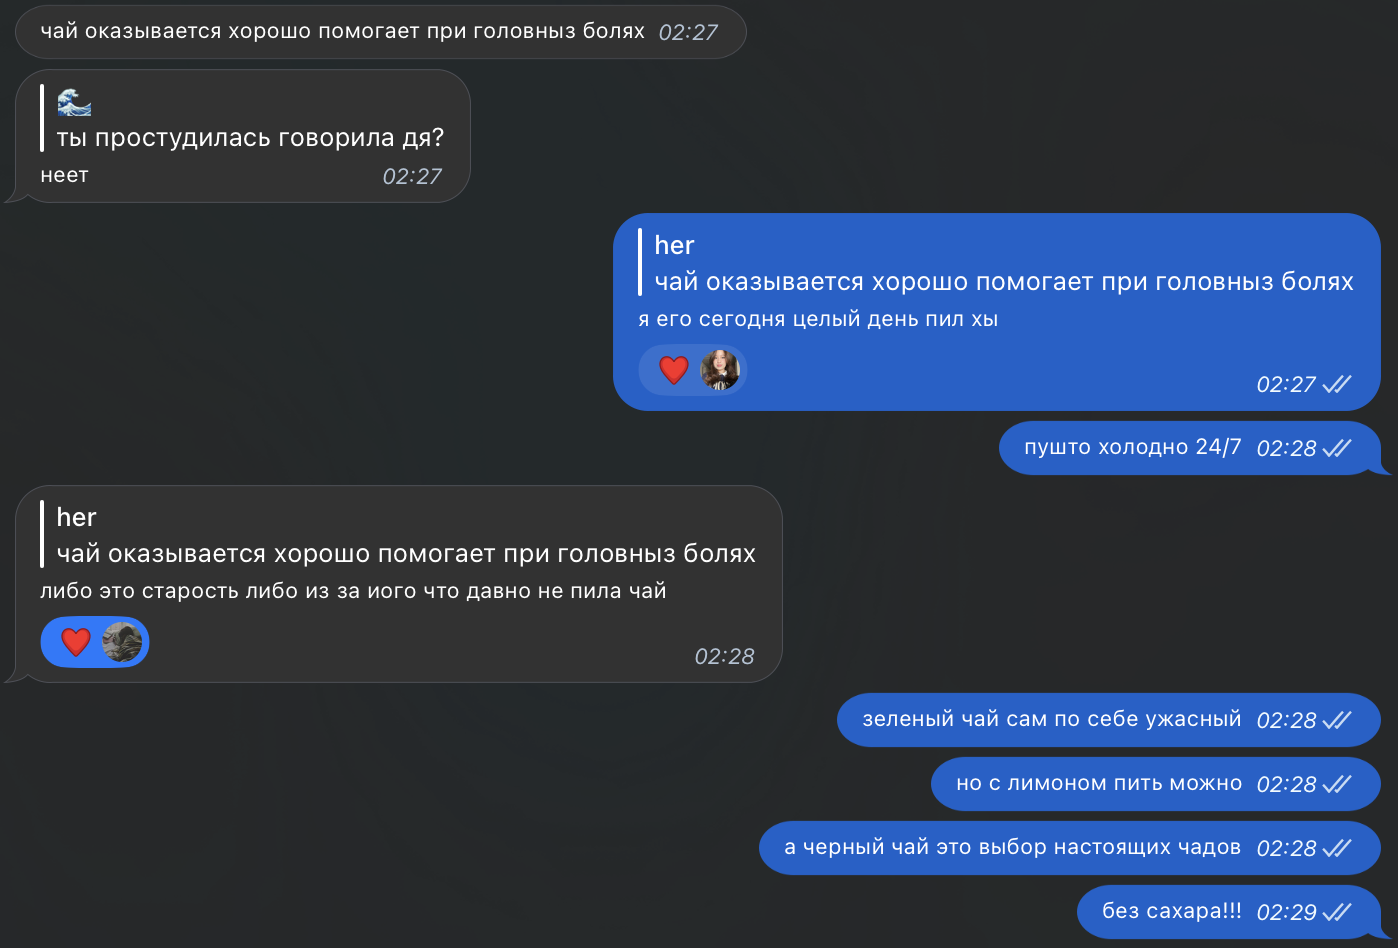 чай оказывается хорошо помогает при головныз болях 02:27
ты простудилась говорила дя?
неет 02:27
her
чай оказывается хорошо помогает при головныз болях
я его сегодня целый день пил хы
02:27
пушто холодно 24/7 02:28
her
чай оказывается хорошо помогает при головныз болях
либо это старость либо из за иого что давно не пила чай
02:28
зеленый чай сам по себе ужасный 02:28
но с лимоном пить можно 02:28
а черный чай это выбор настоящих чадов 02:28
без сахара!!! 02:29